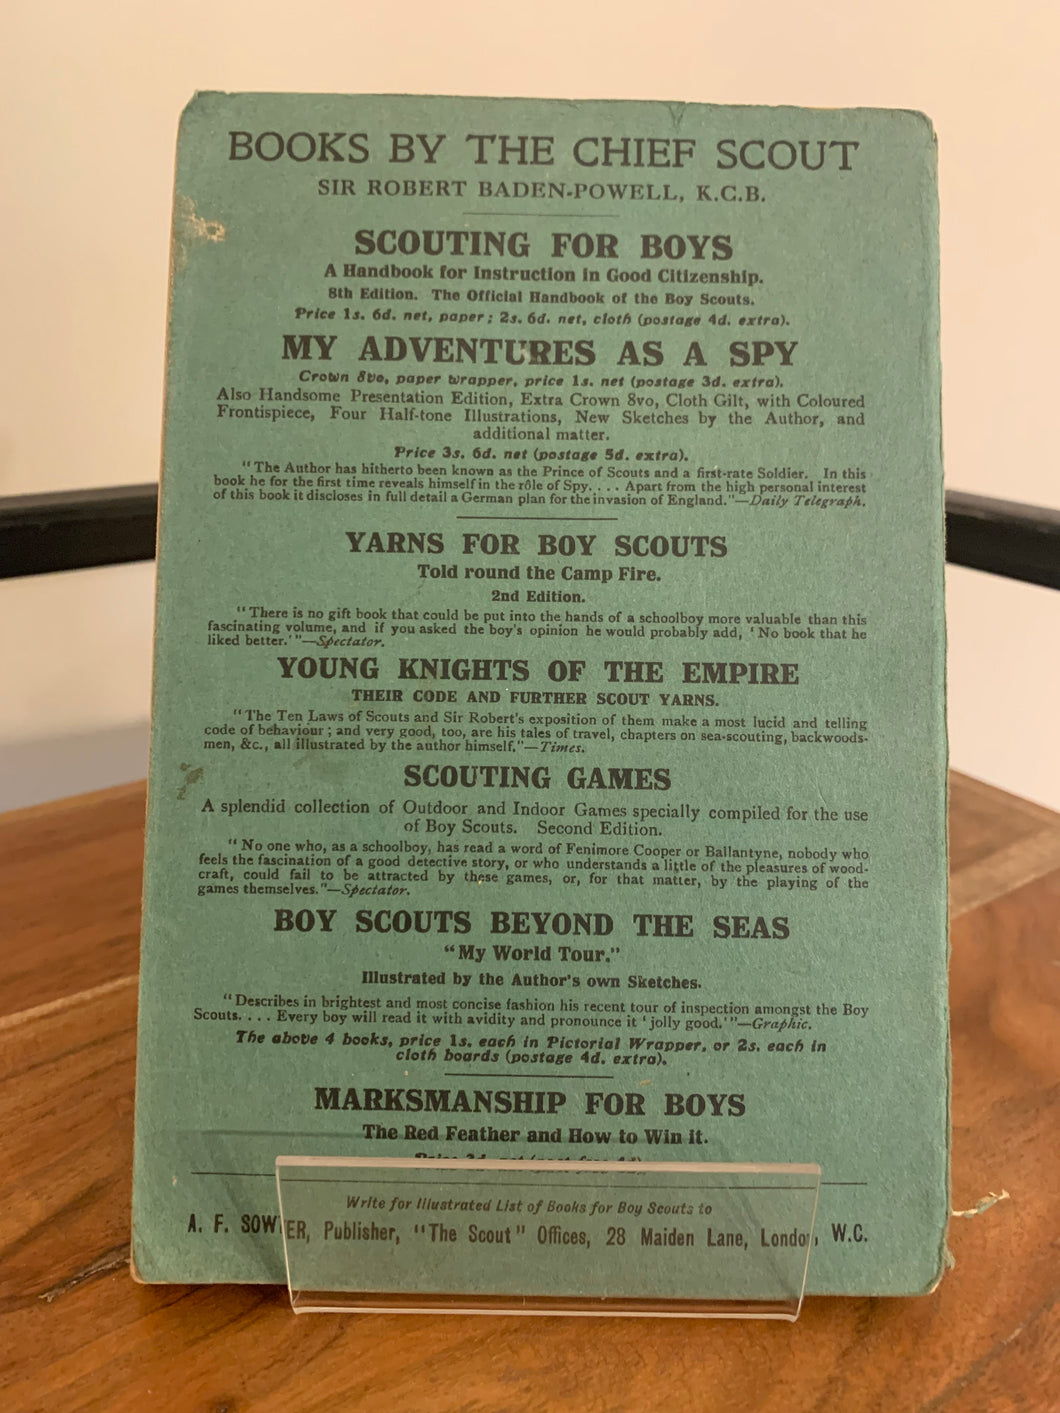 BOOKS BY THE CHIEF SCOUT
SIR ROBERT BADEN-POWELL, K.C.B.
SCOUTING FOR BOYS
A Handbook for Instruction in Good Citizenship.
8th Edition. The Official Handbook of the Boy Scouts.
Price 1s. 6d. net, paper; 2s. 6d. net, cloth (postage 4d. extra).
MY ADVENTURES AS A SPY
Crown 8vo, paper wrapper, price 1s. net (postage 3d. extra).
Also Handsome Presentation Edition, Extra Crown 8vo, Cloth Gilt, with Coloured
Frontispiece, Four Half-tone Illustrations, New Sketches by the Author, and
additional matter.
Price 3s. 6d. net (postage 5d. extra).
"The Author has hitherto been known as the Prince of Scouts and a first-rate Soldier. In this
book he for the first time reveals himself in the rôle of Spy. . . . Apart from the high personal interest
of this book it discloses in full detail a German plan for the invasion of England."—Daily Telegraph.
YARNS FOR BOY SCOUTS
Told round the Camp Fire.
2nd Edition.
"There is no gift book that could be put into the hands of a schoolboy more valuable than this
fascinating volume, and if you asked the boy's opinion he would probably add, 'No book that he
liked better.'"—Spectator.
YOUNG KNIGHTS OF THE EMPIRE
THEIR CODE AND FURTHER SCOUT YARNS.
"The Ten Laws of Scouts and Sir Robert's exposition of them make a most lucid and telling
code of behaviour; and very good, too, are his tales of travel, chapters on sea-scouting, backwoods-
men, &c., all illustrated by the author himself."—Times.
SCOUTING GAMES
A splendid collection of Outdoor and Indoor Games specially compiled for the use
of Boy Scouts. Second Edition.
"No one who, as a schoolboy, has read a word of Fenimore Cooper or Ballantyne, nobody who
feels the fascination of a good detective story, or who understands a little of the pleasures of wood-
craft, could fail to be attracted by these games, or, for that matter, by the playing of the
games themselves."—Spectator.
BOY SCOUTS BEYOND THE SEAS
"My World Tour."
Illustrated by the Author's own Sketches.
"Describes in brightest and most concise fashion his recent tour of inspection amongst the Boy
Scouts. . . . Every boy will read it with avidity and pronounce it 'jolly good.'"—Graphic.
The above 4 books, price 1s. each in Pictorial Wrapper, or 2s. each in
cloth boards (postage 4d. extra).
MARKSMANSHIP FOR BOYS
The Red Feather and How to Win it.
Write for Illustrated List of Books for Boy Scouts to
A. F. SOWTER, Publisher, "The Scout" Offices, 28 Maiden Lane, London, W.C.